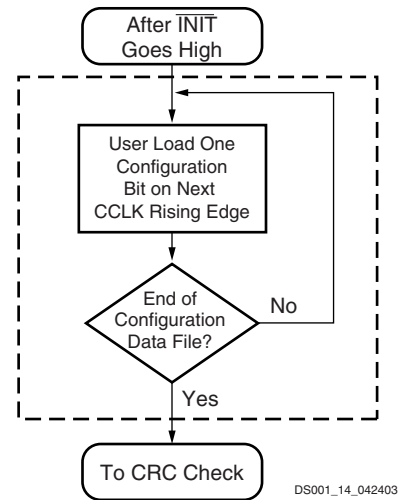 After INIT
Goes High
User Load One
Configuration
Bit on Next
CCLK Rising Edge
End of
Configuration
Data File?
No
Yes
To CRC Check
DS001_14_042403